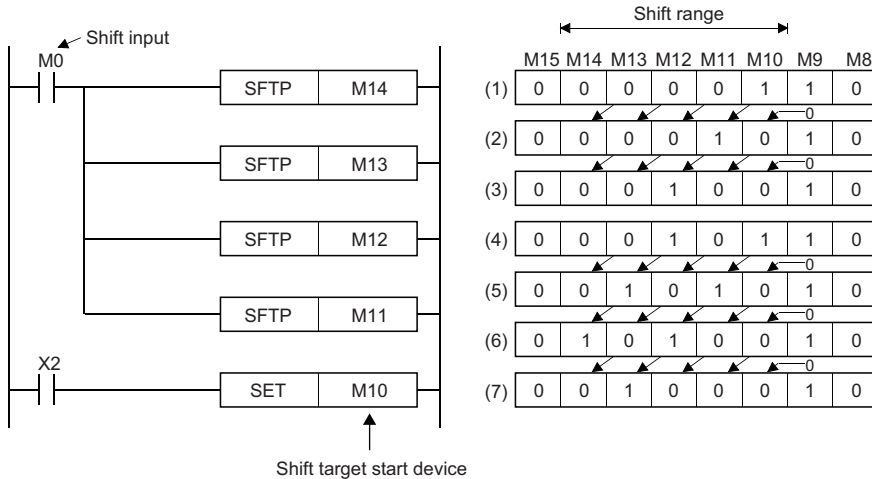 Shift input
M0
SFTP M14
SFTP M13
SFTP M12
SFTP M11
X2
SET M10
Shift target start device
Shift range
M15 M14 M13 M12 M11 M10 M9 M8
(1) 0 0 0 0 0 1 1 0
0
(2) 0 0 0 0 1 0 1 0
0
(3) 0 0 0 1 0 0 1 0
(4) 0 0 0 1 0 1 1 0
0
(5) 0 0 1 0 1 0 1 0
0
(6) 0 1 0 1 0 0 1 0
0
(7) 0 0 1 0 0 0 1 0